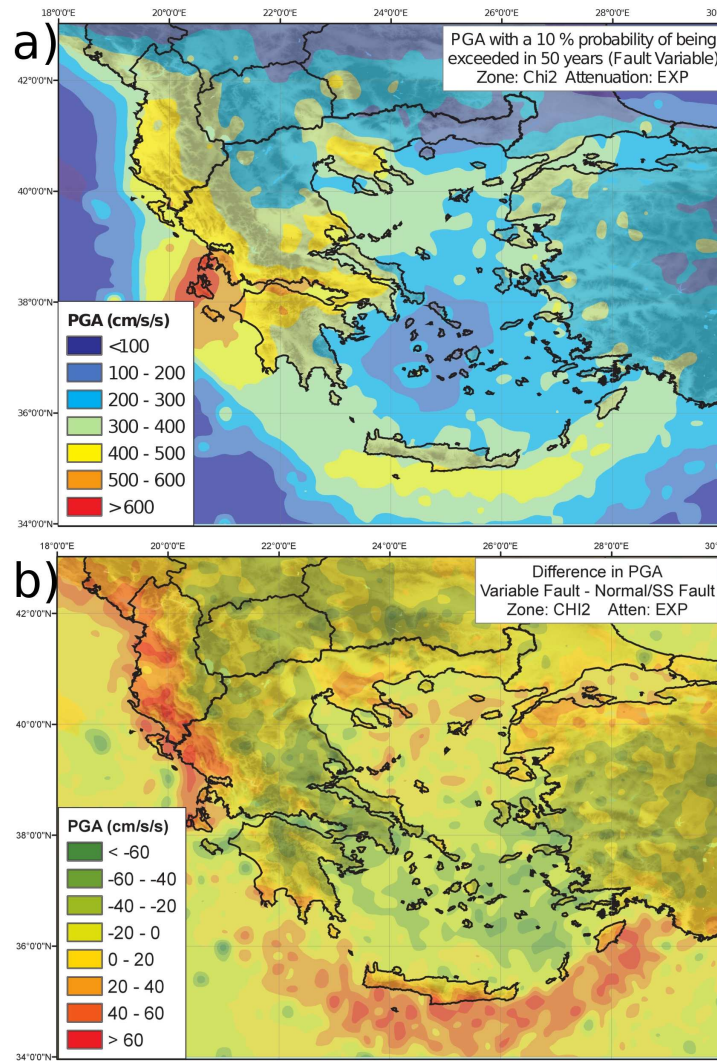 a)
18°0'0"E 20°0'0"E 22°0'0"E 24°0'0"E 26°0'0"E 28°0'0"E
PGA with a 10 % probability of being
exceeded in 50 years (Fault Variable)
Zone: Chi2 Attenuation: EXP
42°0'0"N
40°0'0"N
38°0'0"N
36°0'0"N
34°0'0"N
PGA (cm/s/s)
<100
100 - 200
200 - 300
300 - 400
400 - 500
500 - 600
>600
b)
18°0'0"E 20°0'0"E 22°0'0"E 24°0'0"E 26°0'0"E 28°0'0"E
Difference in PGA
Variable Fault - Normal/SS Fault
Zone: CHI2 Atten: EXP
42°0'0"N
40°0'0"N
38°0'0"N
36°0'0"N
34°0'0"N
PGA (cm/s/s)
< -60
-60 - -40
-40 - -20
-20 - 0
0 - 20
20 - 40
40 - 60
> 60